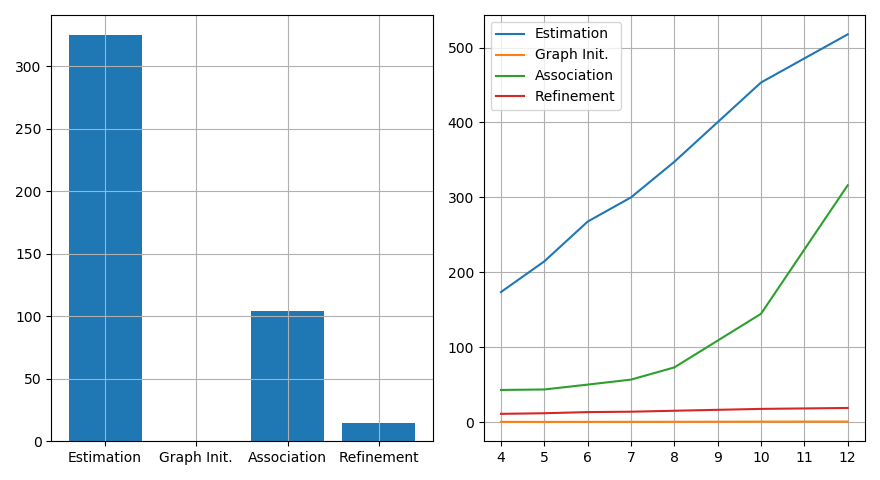 300
250
200
150
100
50
0
Estimation Graph Init. Association Refinement
Estimation
Graph Init.
Association
Refinement
500
400
300
200
100
0
4 5 6 7 8 9 10 11 12